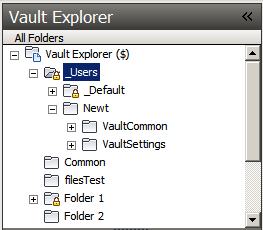 Vault Explorer
All Folders
Vault Explorer ($)
_Users
_Default
Newt
VaultCommon
VaultSettings
Common
filesTest
Folder 1
Folder 2